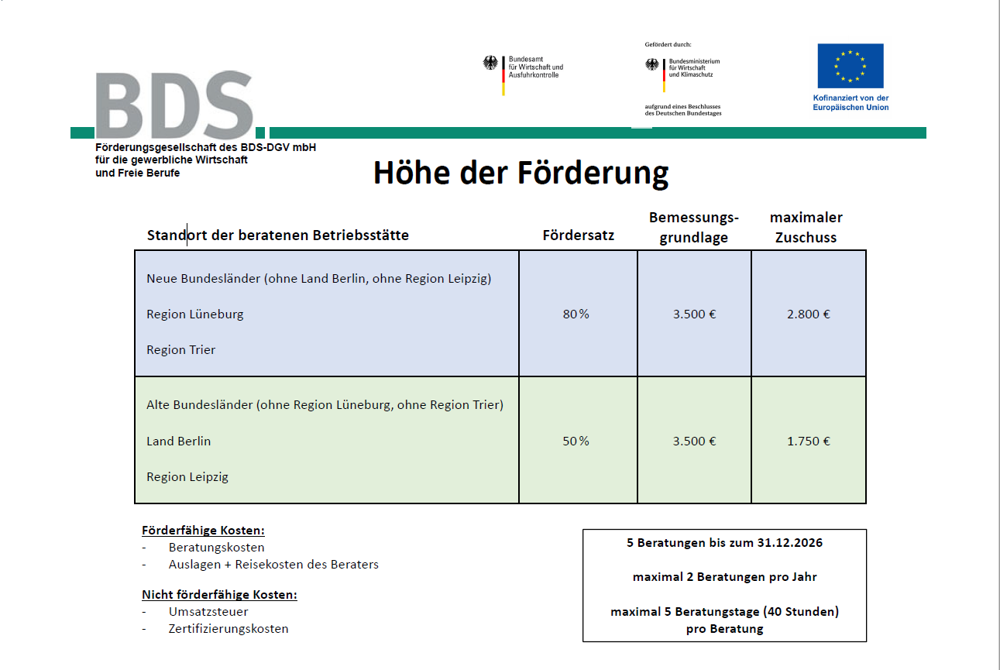 Bundesamt
für Wirtschaft und
Ausfuhrkontrolle
Gefördert durch:
Bundesministerium
für Wirtschaft
und Klimaschutz
aufgrund eines Beschlusses
des Deutschen Bundestages
Kofinanziert von der
Europäischen Union
BDS
Förderungsgesellschaft des BDS-DGV mbH
für die gewerbliche Wirtschaft
und Freie Berufe
Höhe der Förderung
Standort der beratenen Betriebsstätte Fördersatz Bemessungs-
grundlage maximaler
Zuschuss
Neue Bundesländer (ohne Land Berlin, ohne Region Leipzig)
Region Lüneburg 80% 3.500 € 2.800 €
Region Trier
Alte Bundesländer (ohne Region Lüneburg, ohne Region Trier)
Land Berlin 50% 3.500 € 1.750 €
Region Leipzig
Förderfähige Kosten:
- Beratungskosten
- Auslagen + Reisekosten des Beraters
Nicht förderfähige Kosten:
- Umsatzsteuer
- Zertifizierungskosten
5 Beratungen bis zum 31.12.2026
maximal 2 Beratungen pro Jahr
maximal 5 Beratungstage (40 Stunden)
pro Beratung